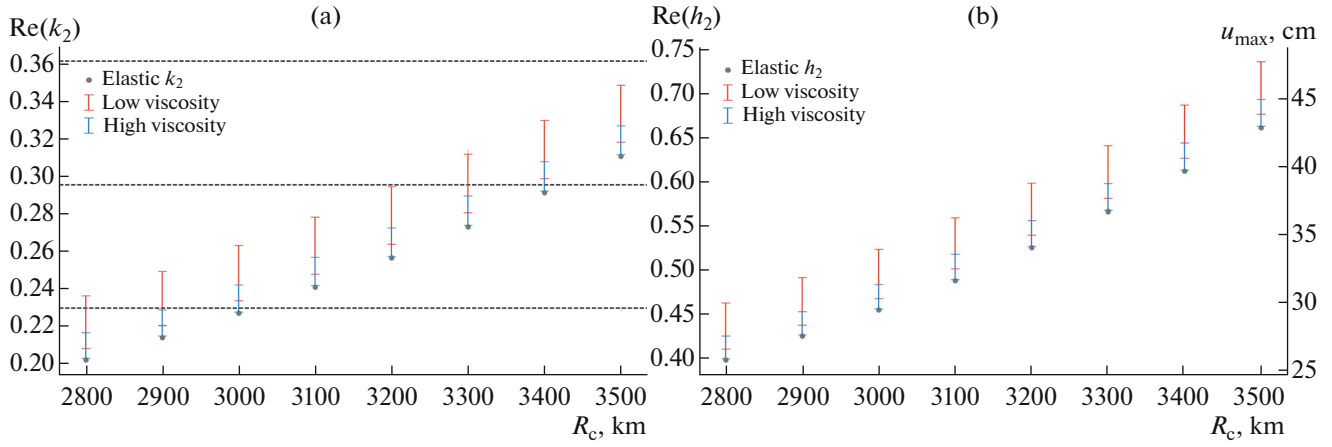 Re(k₂)
(a)
0.36
0.34
0.32
0.30
0.28
0.26
0.24
0.22
0.20
Elastic k₂
Low viscosity
High viscosity
2800 2900 3000 3100 3200 3300 3400 3500
R_c, km
Re(h₂)
(b)
u_max, cm
0.75
0.70
0.65
0.60
0.55
0.50
0.45
0.40
Elastic h₂
Low viscosity
High viscosity
45
40
35
30
25
2800 2900 3000 3100 3200 3300 3400 3500
R_c, km